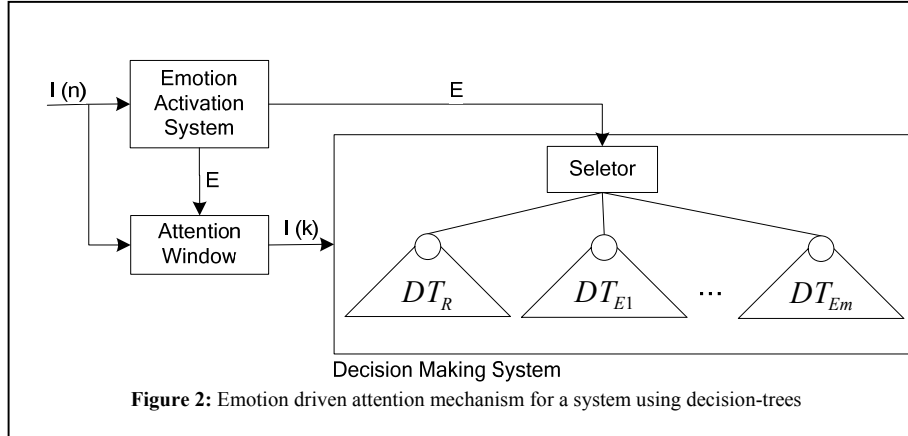 I (n)
Emotion
Activation
System
E
E
Seletor
Attention
Window
I (k)
DT_R
DT_E1
...
DT_Em
Decision Making System
Figure 2: Emotion driven attention mechanism for a system using decision-trees